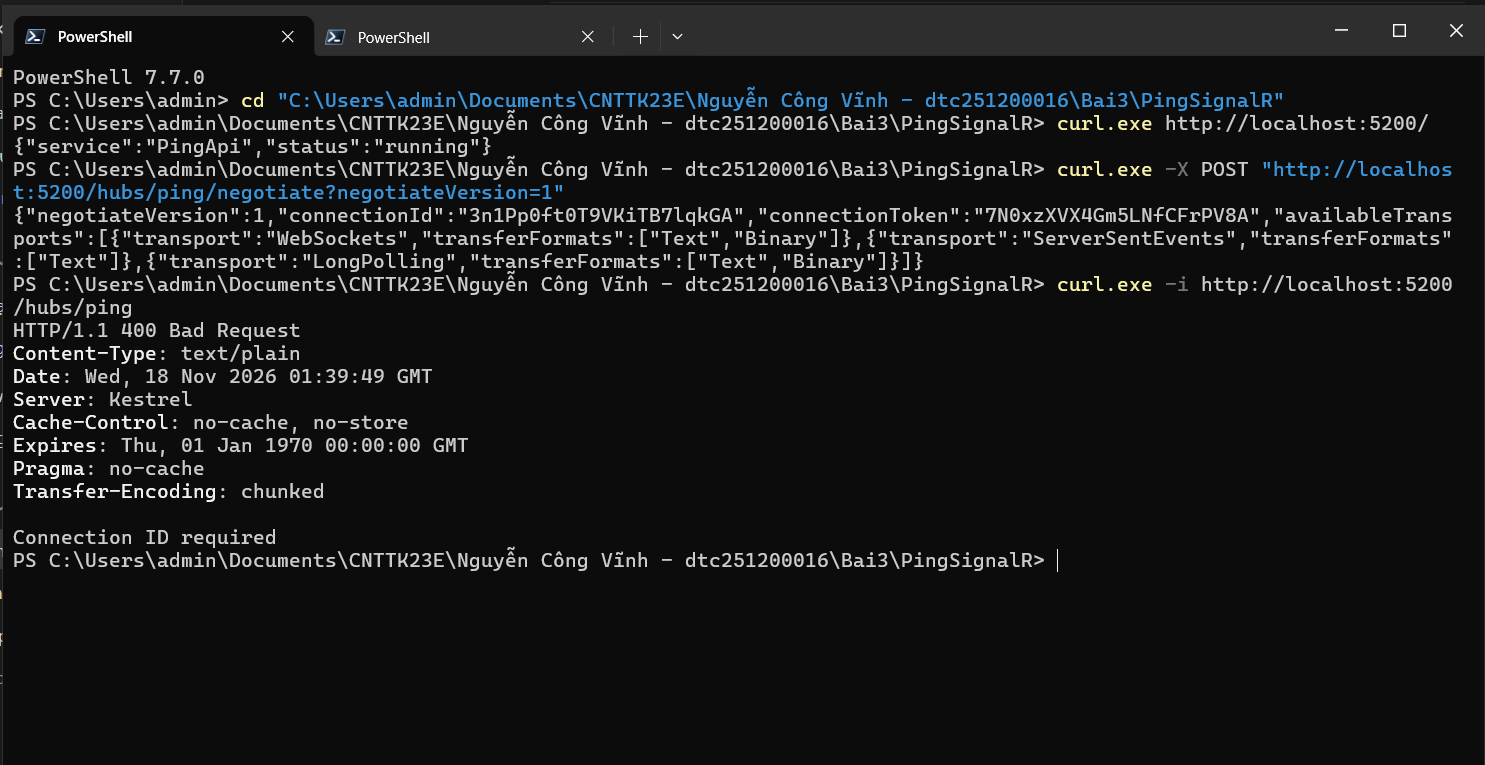 PowerShell
PowerShell
PowerShell 7.7.0
PS C:\Users\admin> cd "C:\Users\admin\Documents\CNTTK23E\Nguyễn Công Vĩnh - dtc251200016\Bai3\PingSignalR"
PS C:\Users\admin\Documents\CNTTK23E\Nguyễn Công Vĩnh - dtc251200016\Bai3\PingSignalR> curl.exe http://localhost:5200/
{"service":"PingApi","status":"running"}
PS C:\Users\admin\Documents\CNTTK23E\Nguyễn Công Vĩnh - dtc251200016\Bai3\PingSignalR> curl.exe -X POST "http://localhos
t:5200/hubs/ping/negotiate?negotiateVersion=1"
{"negotiateVersion":1,"connectionId":"3n1Pp0ft0T9VKiTB7lqkGA","connectionToken":"7N0xzXVX4Gm5LNfCFrPV8A","availableTrans
ports":[{"transport":"WebSockets","transferFormats":["Text","Binary"]},{"transport":"ServerSentEvents","transferFormats"
:["Text"]},{"transport":"LongPolling","transferFormats":["Text","Binary"]}]}
PS C:\Users\admin\Documents\CNTTK23E\Nguyễn Công Vĩnh - dtc251200016\Bai3\PingSignalR> curl.exe -i http://localhost:5200
/hubs/ping
HTTP/1.1 400 Bad Request
Content-Type: text/plain
Date: Wed, 18 Nov 2026 01:39:49 GMT
Server: Kestrel
Cache-Control: no-cache, no-store
Expires: Thu, 01 Jan 1970 00:00:00 GMT
Pragma: no-cache
Transfer-Encoding: chunked

Connection ID required
PS C:\Users\admin\Documents\CNTTK23E\Nguyễn Công Vĩnh - dtc251200016\Bai3\PingSignalR>